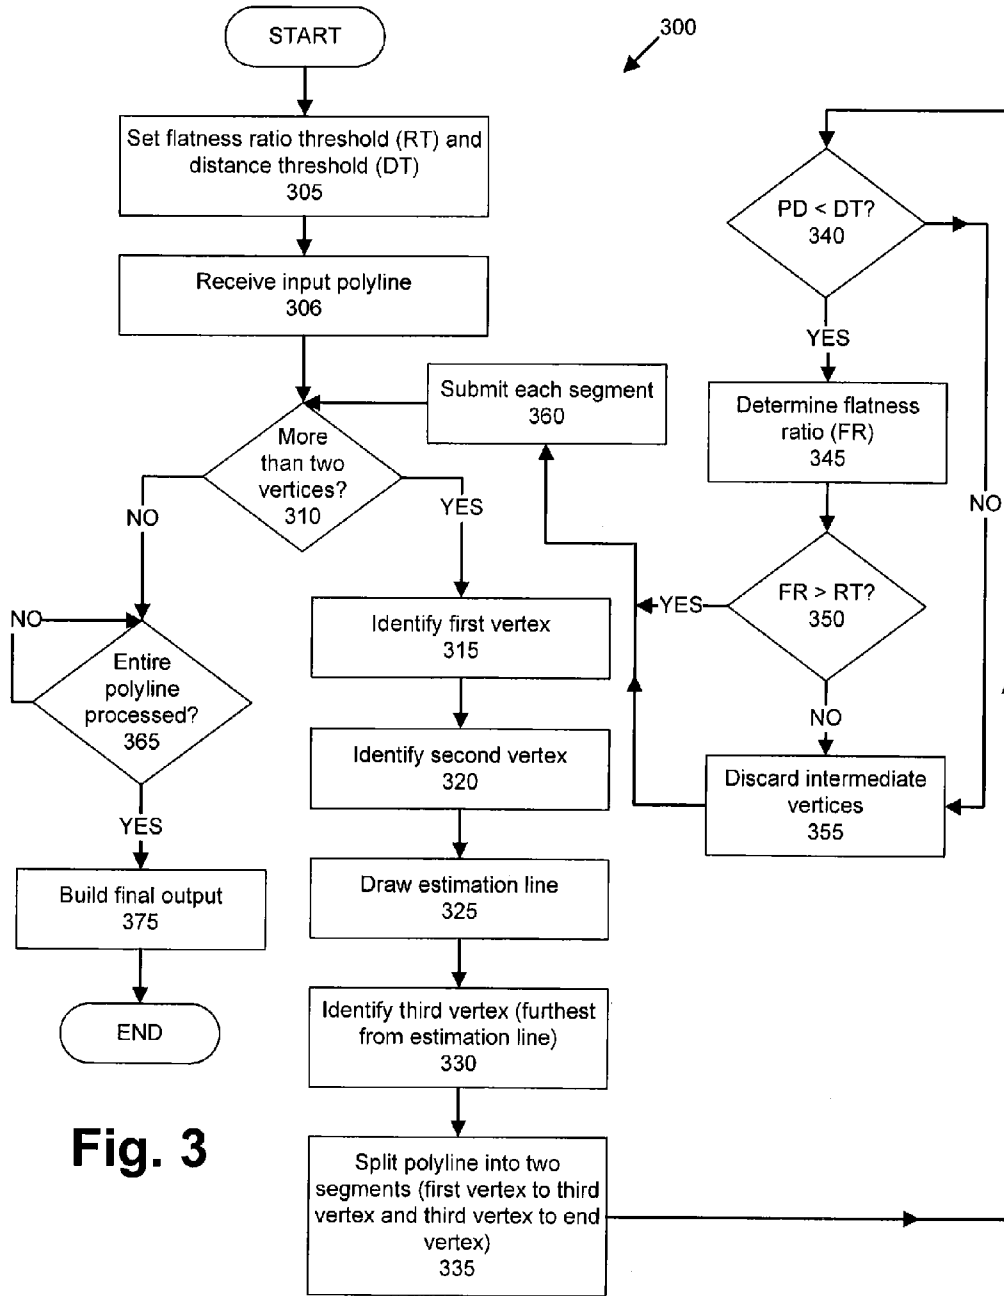 START
300
Set flatness ratio threshold (RT) and
distance threshold (DT)
305
Receive input polyline
306
Submit each segment
360
More
than two
vertices?
310
NO
YES
NO
Entire
polyline
processed?
365
YES
Build final output
375
END
Identify first vertex
315
Identify second vertex
320
Draw estimation line
325
Identify third vertex (furthest
from estimation line)
330
Split polyline into two
segments (first vertex to third
vertex and third vertex to end
vertex)
335
PD < DT?
340
YES
NO
Determine flatness
ratio (FR)
345
FR > RT?
350
YES
NO
Discard intermediate
vertices
355
Fig. 3